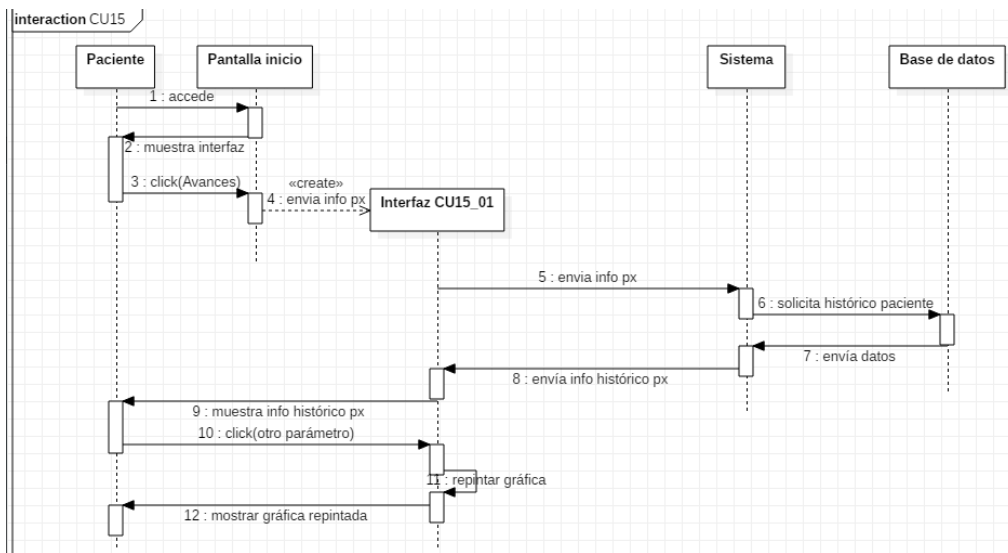 interaction CU15
Paciente
Pantalla inicio
Sistema
Base de datos
1 : accede
2 : muestra interfaz
3 : click(Avances)
«create»
4 : envia info px
Interfaz CU15_01
5 : envia info px
6 : solicita histórico paciente
7 : envía datos
8 : envía info histórico px
9 : muestra info histórico px
10 : click(otro parámetro)
11 : repintar gráfica
12 : mostrar gráfica repintada